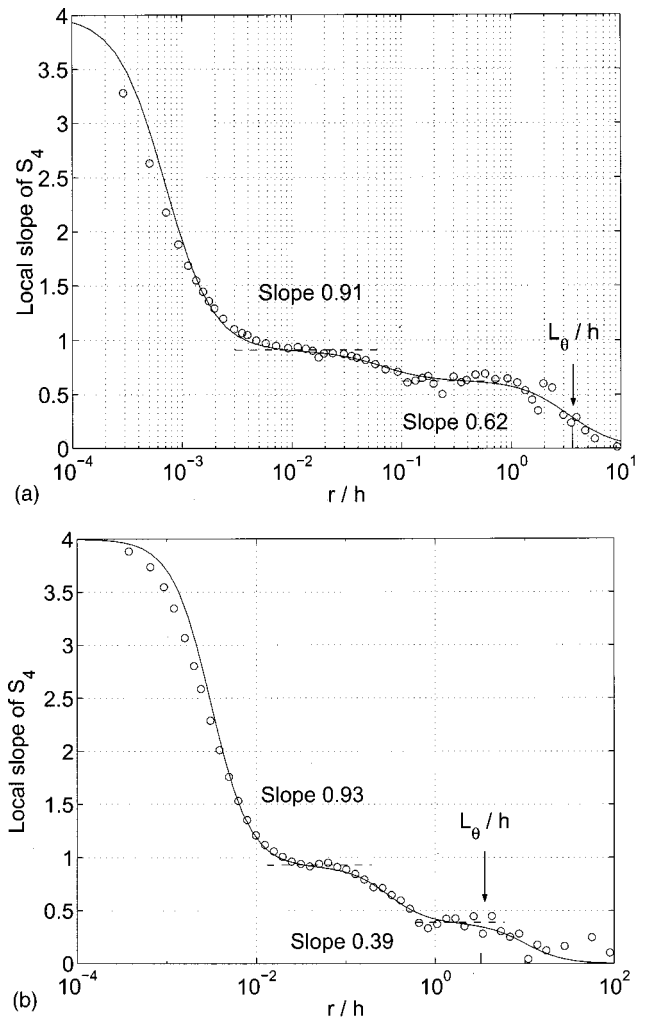 4
3.5
3
2.5
2
1.5
1
0.5
0
Local slope of S4
Slope 0.91
Slope 0.62
Lθ / h
10⁻⁴ 10⁻³ 10⁻² 10⁻¹ 10⁰ 10¹
r / h
(a)
4
3.5
3
2.5
2
1.5
1
0.5
0
Local slope of S4
Slope 0.93
Slope 0.39
Lθ / h
10⁻⁴ 10⁻² 10⁰ 10²
r / h
(b)